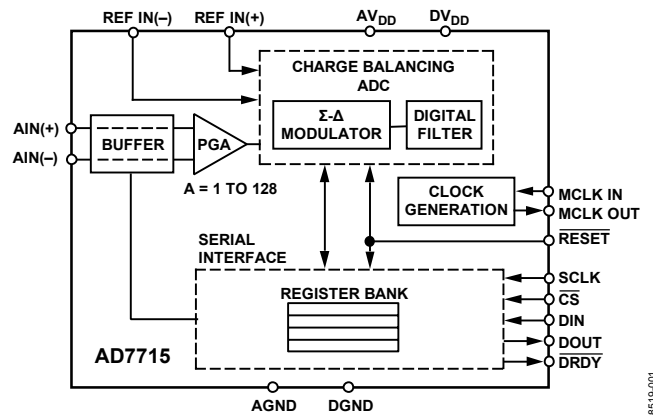 REF IN(–) REF IN(+) AVDD DVDD
CHARGE BALANCING
ADC
Σ-Δ
MODULATOR
DIGITAL
FILTER
AIN(+)
AIN(–)
BUFFER
PGA
A = 1 TO 128
CLOCK
GENERATION
MCLK IN
MCLK OUT
RESET
SERIAL
INTERFACE
REGISTER BANK
SCLK
CS
DIN
DOUT
DRDY
AD7715
AGND DGND
08519-001